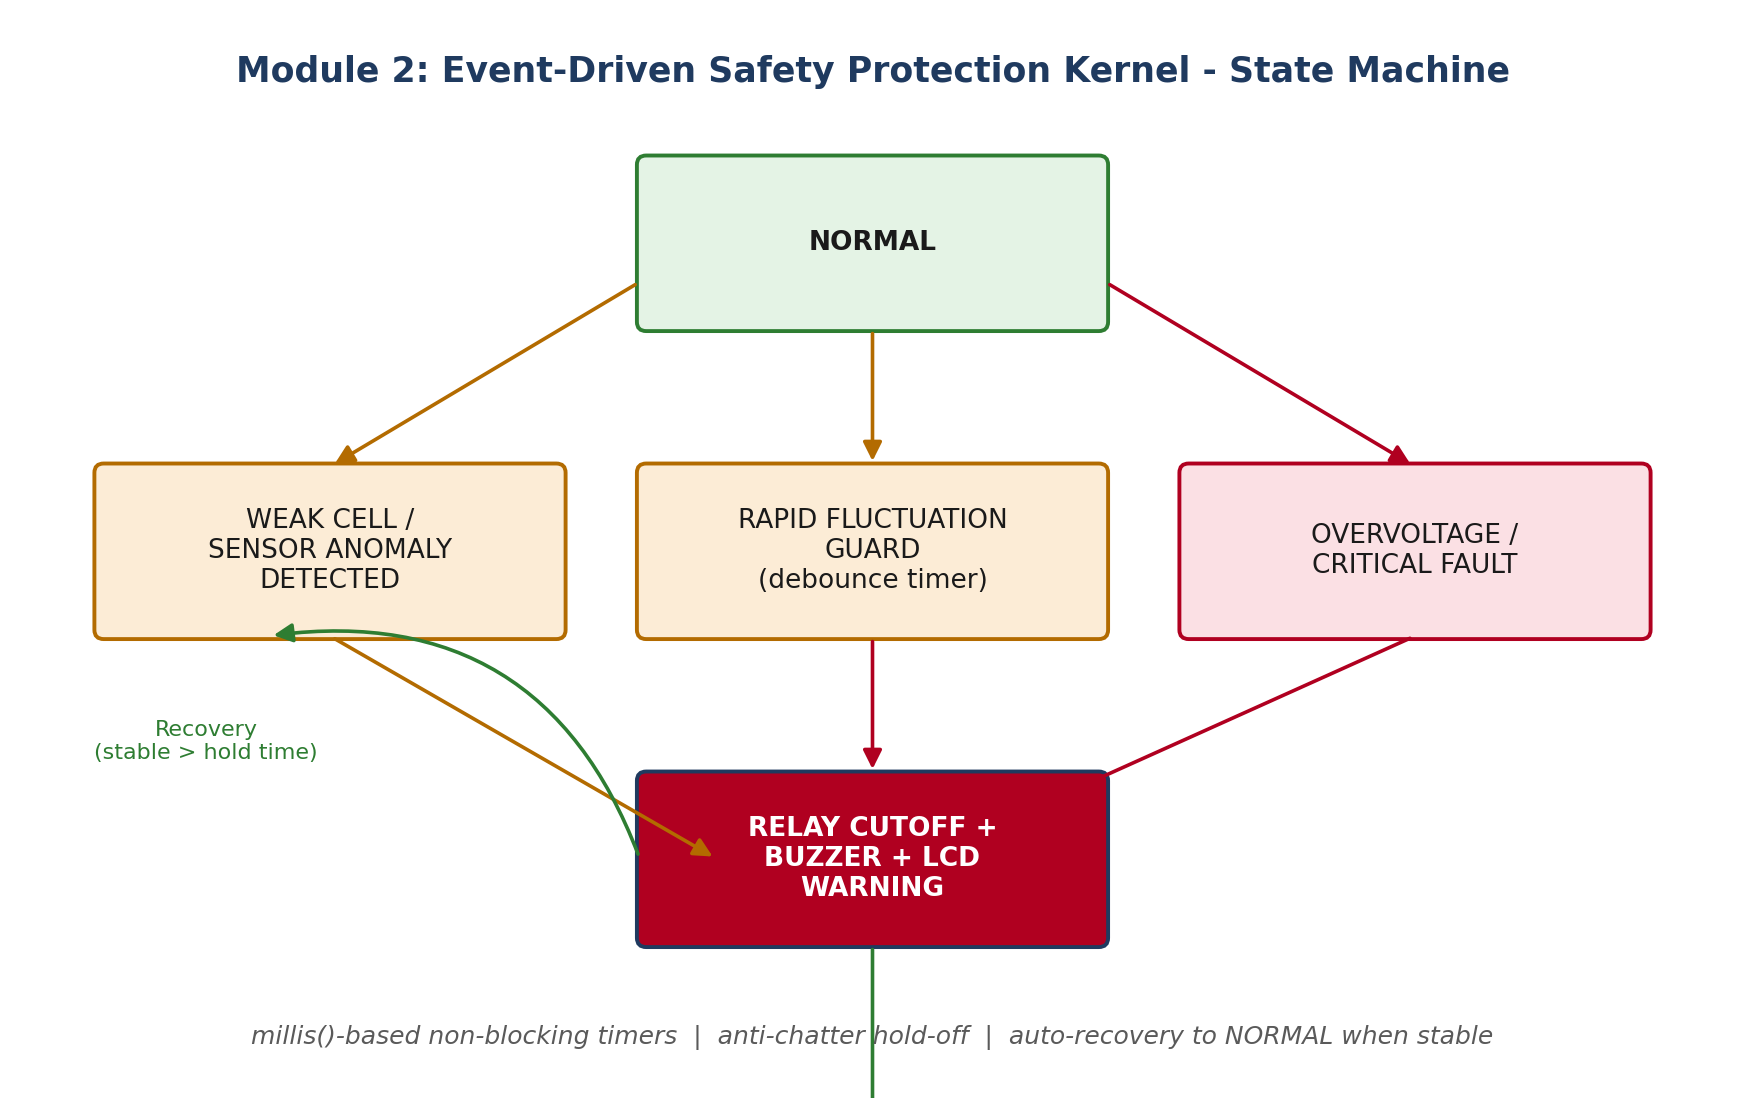 Module 2: Event-Driven Safety Protection Kernel - State Machine
NORMAL
WEAK CELL /
SENSOR ANOMALY
DETECTED
RAPID FLUCTUATION
GUARD
(debounce timer)
OVERVOLTAGE /
CRITICAL FAULT
Recovery
(stable > hold time)
RELAY CUTOFF +
BUZZER + LCD
WARNING
millis()-based non-blocking timers | anti-chatter hold-off | auto-recovery to NORMAL when stable